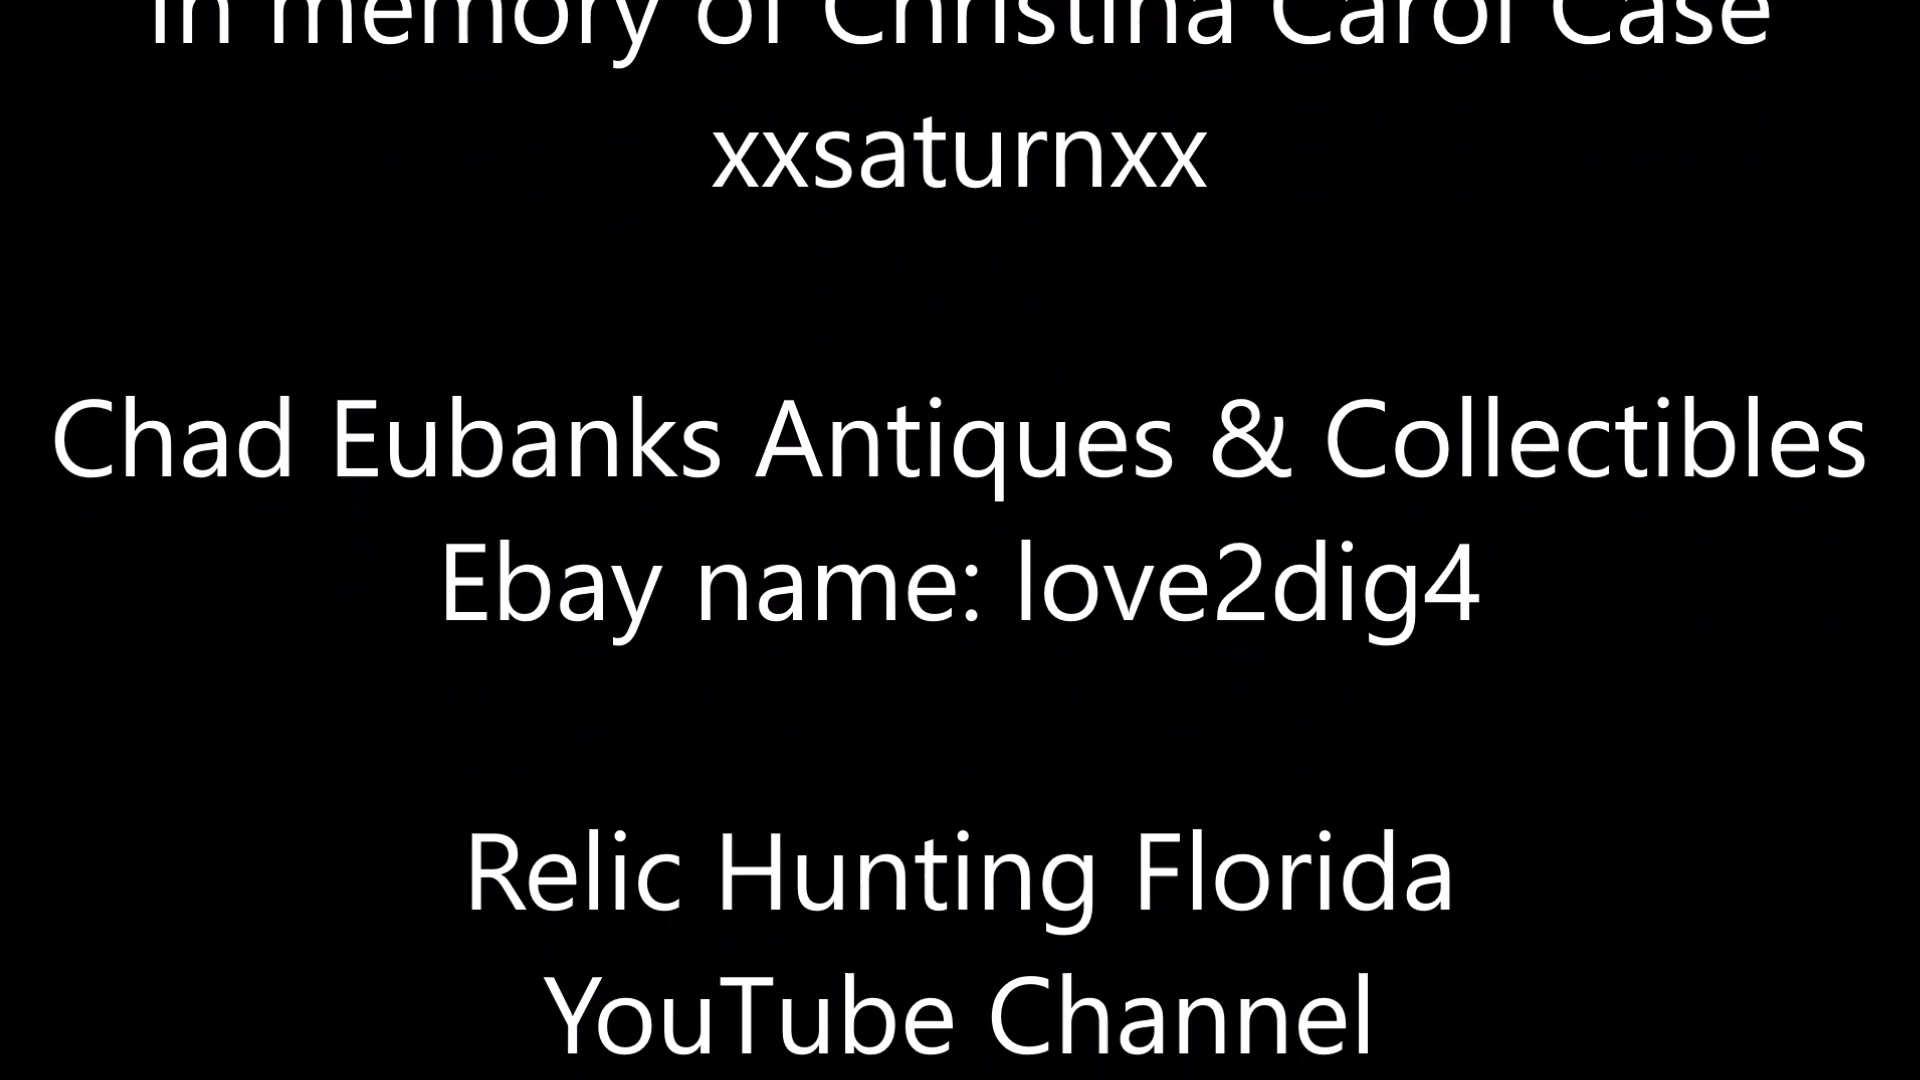 In memory of Christina Carol Case
xxsaturnxx
Chad Eubanks Antiques & Collectibles
Ebay name: love2dig4
Relic Hunting Florida
YouTube Channel